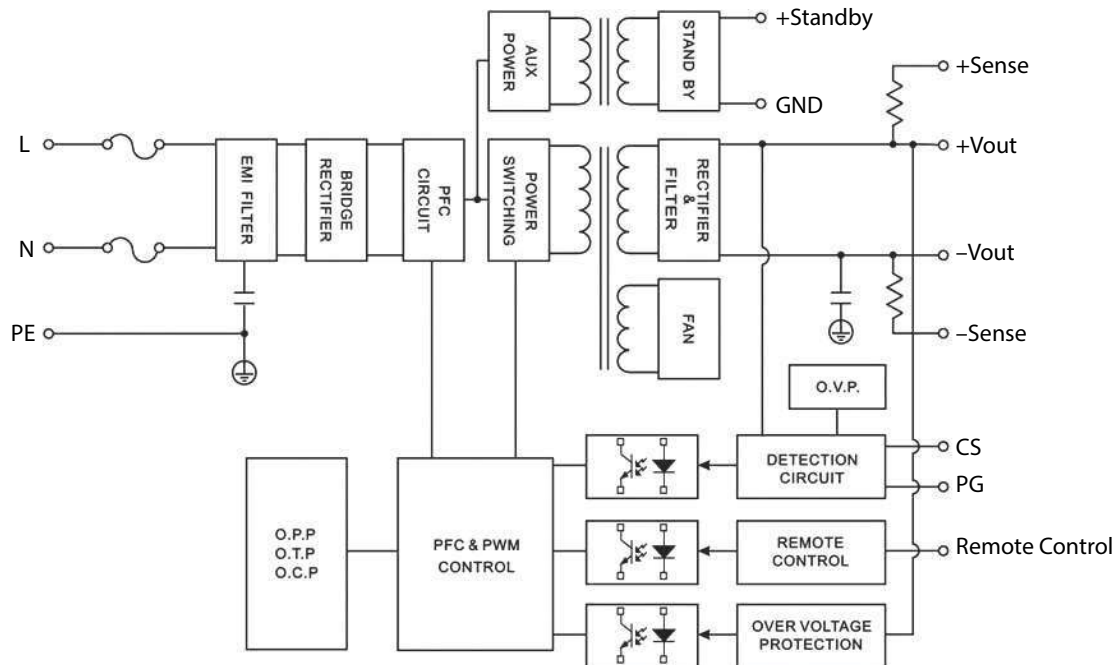 +Standby
AUX
POWER
STAND BY
GND
+Sense
L
EMI FILTER
BRIDGE
RECTIFIER
PFC
CIRCUIT
POWER
SWITCHING
RECTIFIER
&
FILTER
+Vout
N
–Vout
PE
FAN
–Sense
O.V.P.
O.P.P
O.T.P
O.C.P
PFC & PWM
CONTROL
DETECTION
CIRCUIT
CS
PG
REMOTE
CONTROL
Remote Control
OVER VOLTAGE
PROTECTION